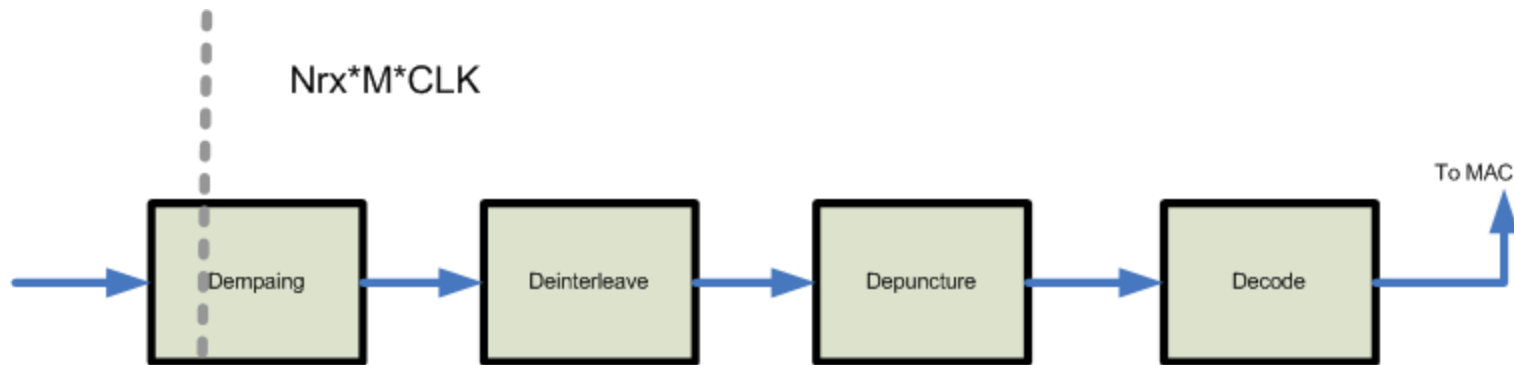 Nrx*M*CLK
To MAC
Dempaing
Deinterleave
Depuncture
Decode